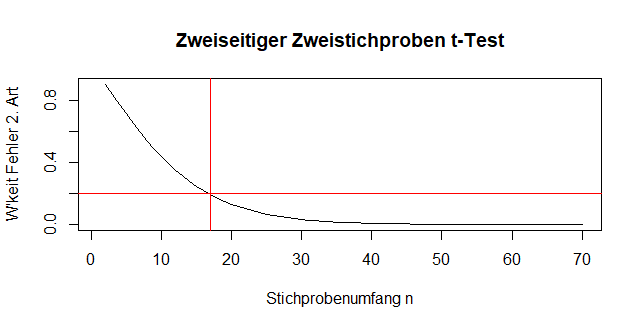 Zweiseitiger Zweistichproben t-Test
W'keit Fehler 2. Art
0.8
0.4
0.0
0 10 20 30 40 50 60 70
Stichprobenumfang n